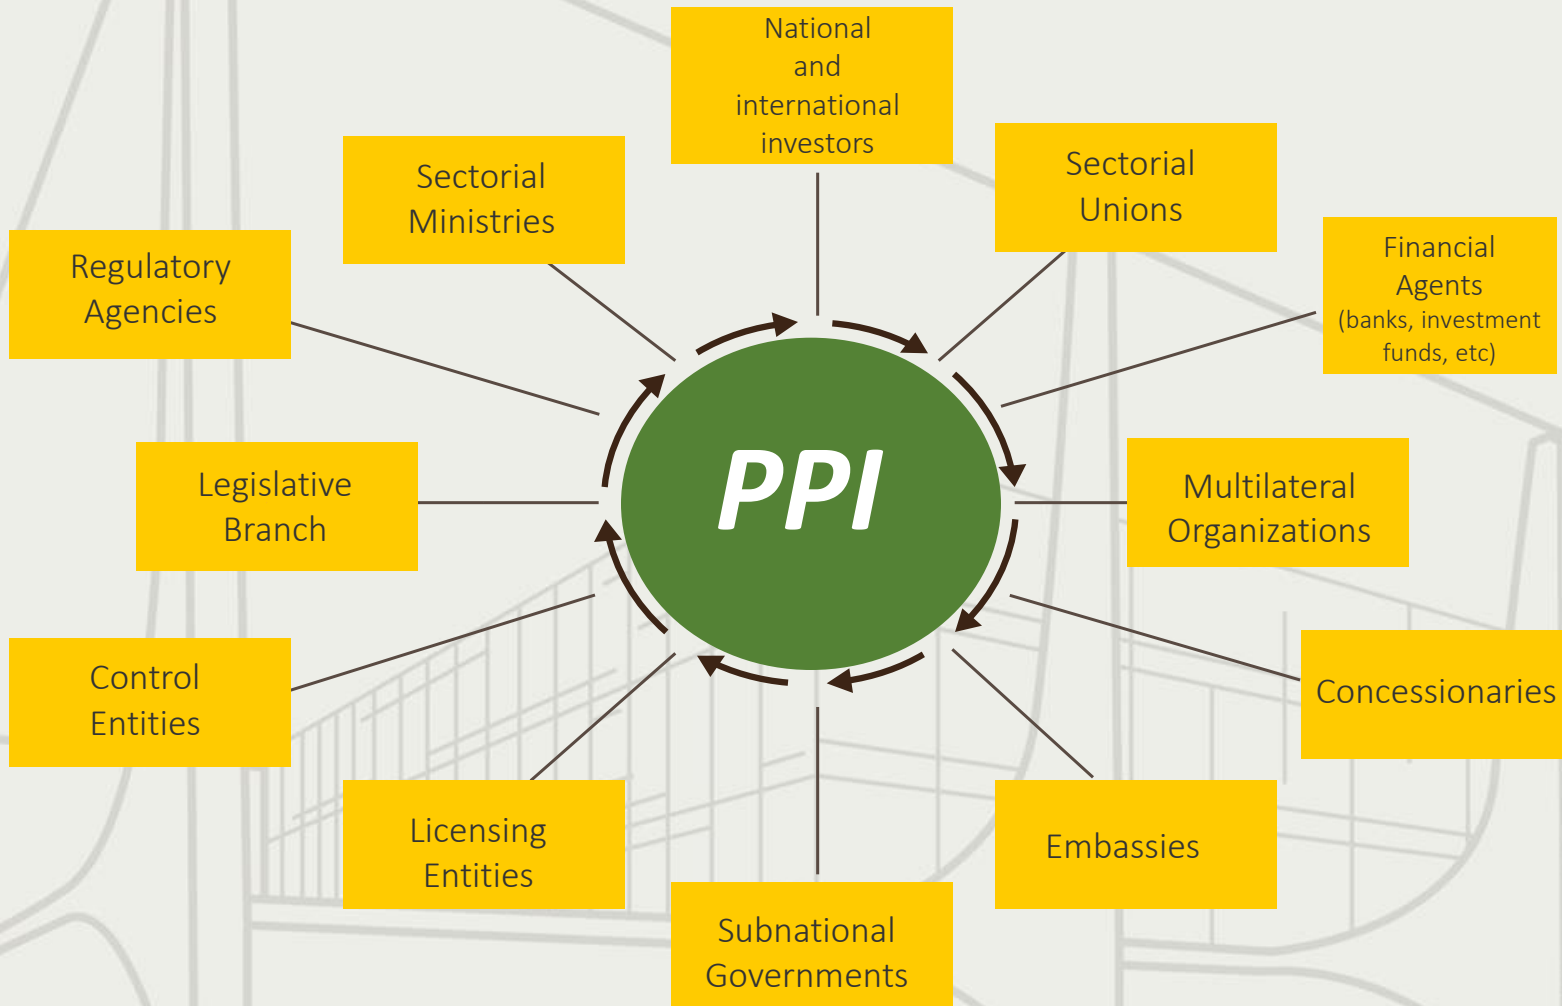 National
and
international
investors
Sectorial
Ministries
Sectorial
Unions
Regulatory
Agencies
Financial
Agents
(banks, investment
funds, etc)
PPI
Legislative
Branch
Multilateral
Organizations
Control
Entities
Concessionaries
Licensing
Entities
Embassies
Subnational
Governments